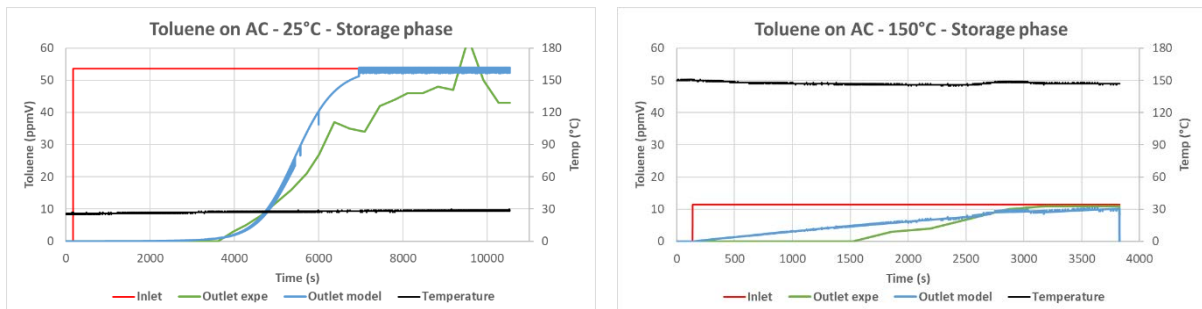 Toluene on AC - 25°C - Storage phase
60
50
40
30
20
10
0
Toluene (ppmV)
180
150
120
90
60
30
0
Temp (°C)
0 2000 4000 6000 8000 10000
Time (s)
Inlet Outlet expe Outlet model Temperature
Toluene on AC - 150°C - Storage phase
60
50
40
30
20
10
0
Toluene (ppmV)
180
150
120
90
60
30
0
Temp (°C)
0 500 1000 1500 2000 2500 3000 3500 4000
Time (s)
Inlet Outlet expe Outlet model Temperature